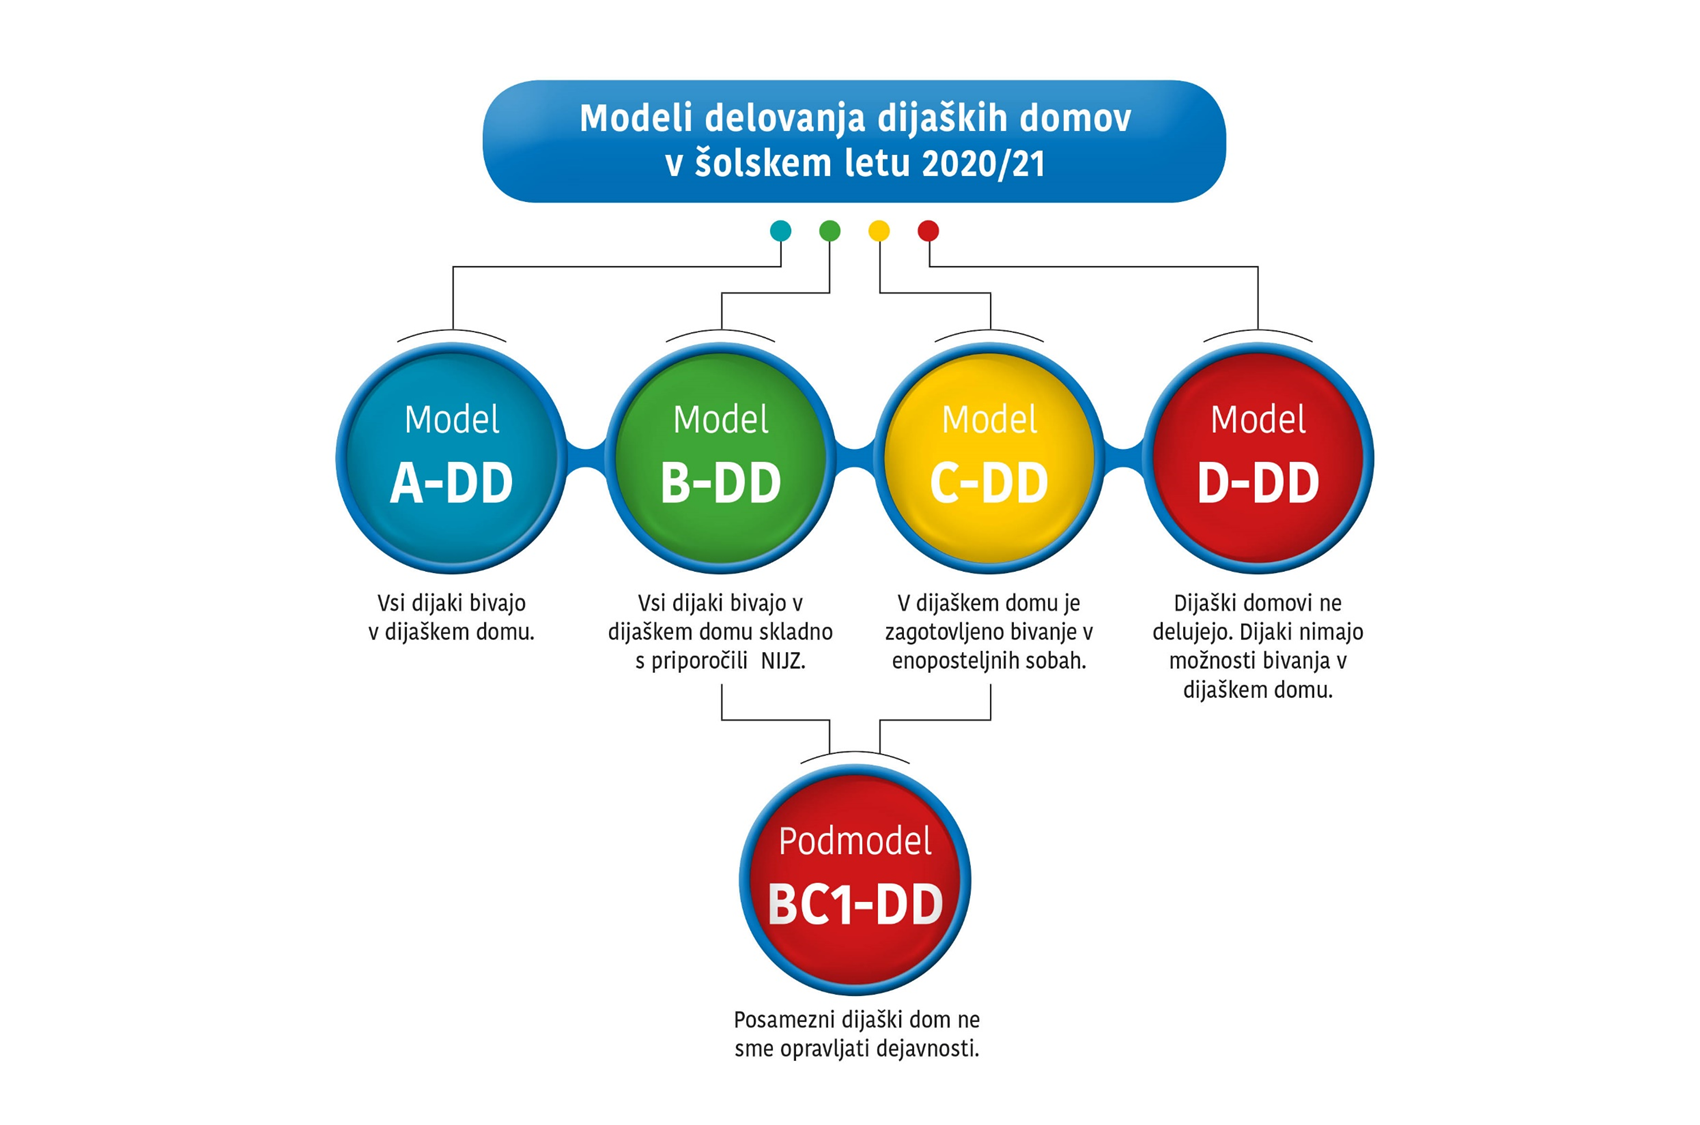 Modeli delovanja dijaških domov
v šolskem letu 2020/21
Model
A-DD
Model
B-DD
Model
C-DD
Model
D-DD
Vsi dijaki bivajo
v dijaškem domu.
Vsi dijaki bivajo v
dijaškem domu skladno
s priporočili  NIJZ.
V dijaškem domu je
zagotovljeno bivanje v
enoposteljnih sobah.
Dijaški domovi ne
delujejo. Dijaki nimajo
možnosti bivanja v
dijaškem domu.
Podmodel
BC1-DD
Posamezni dijaški dom ne
sme opravljati dejavnosti.